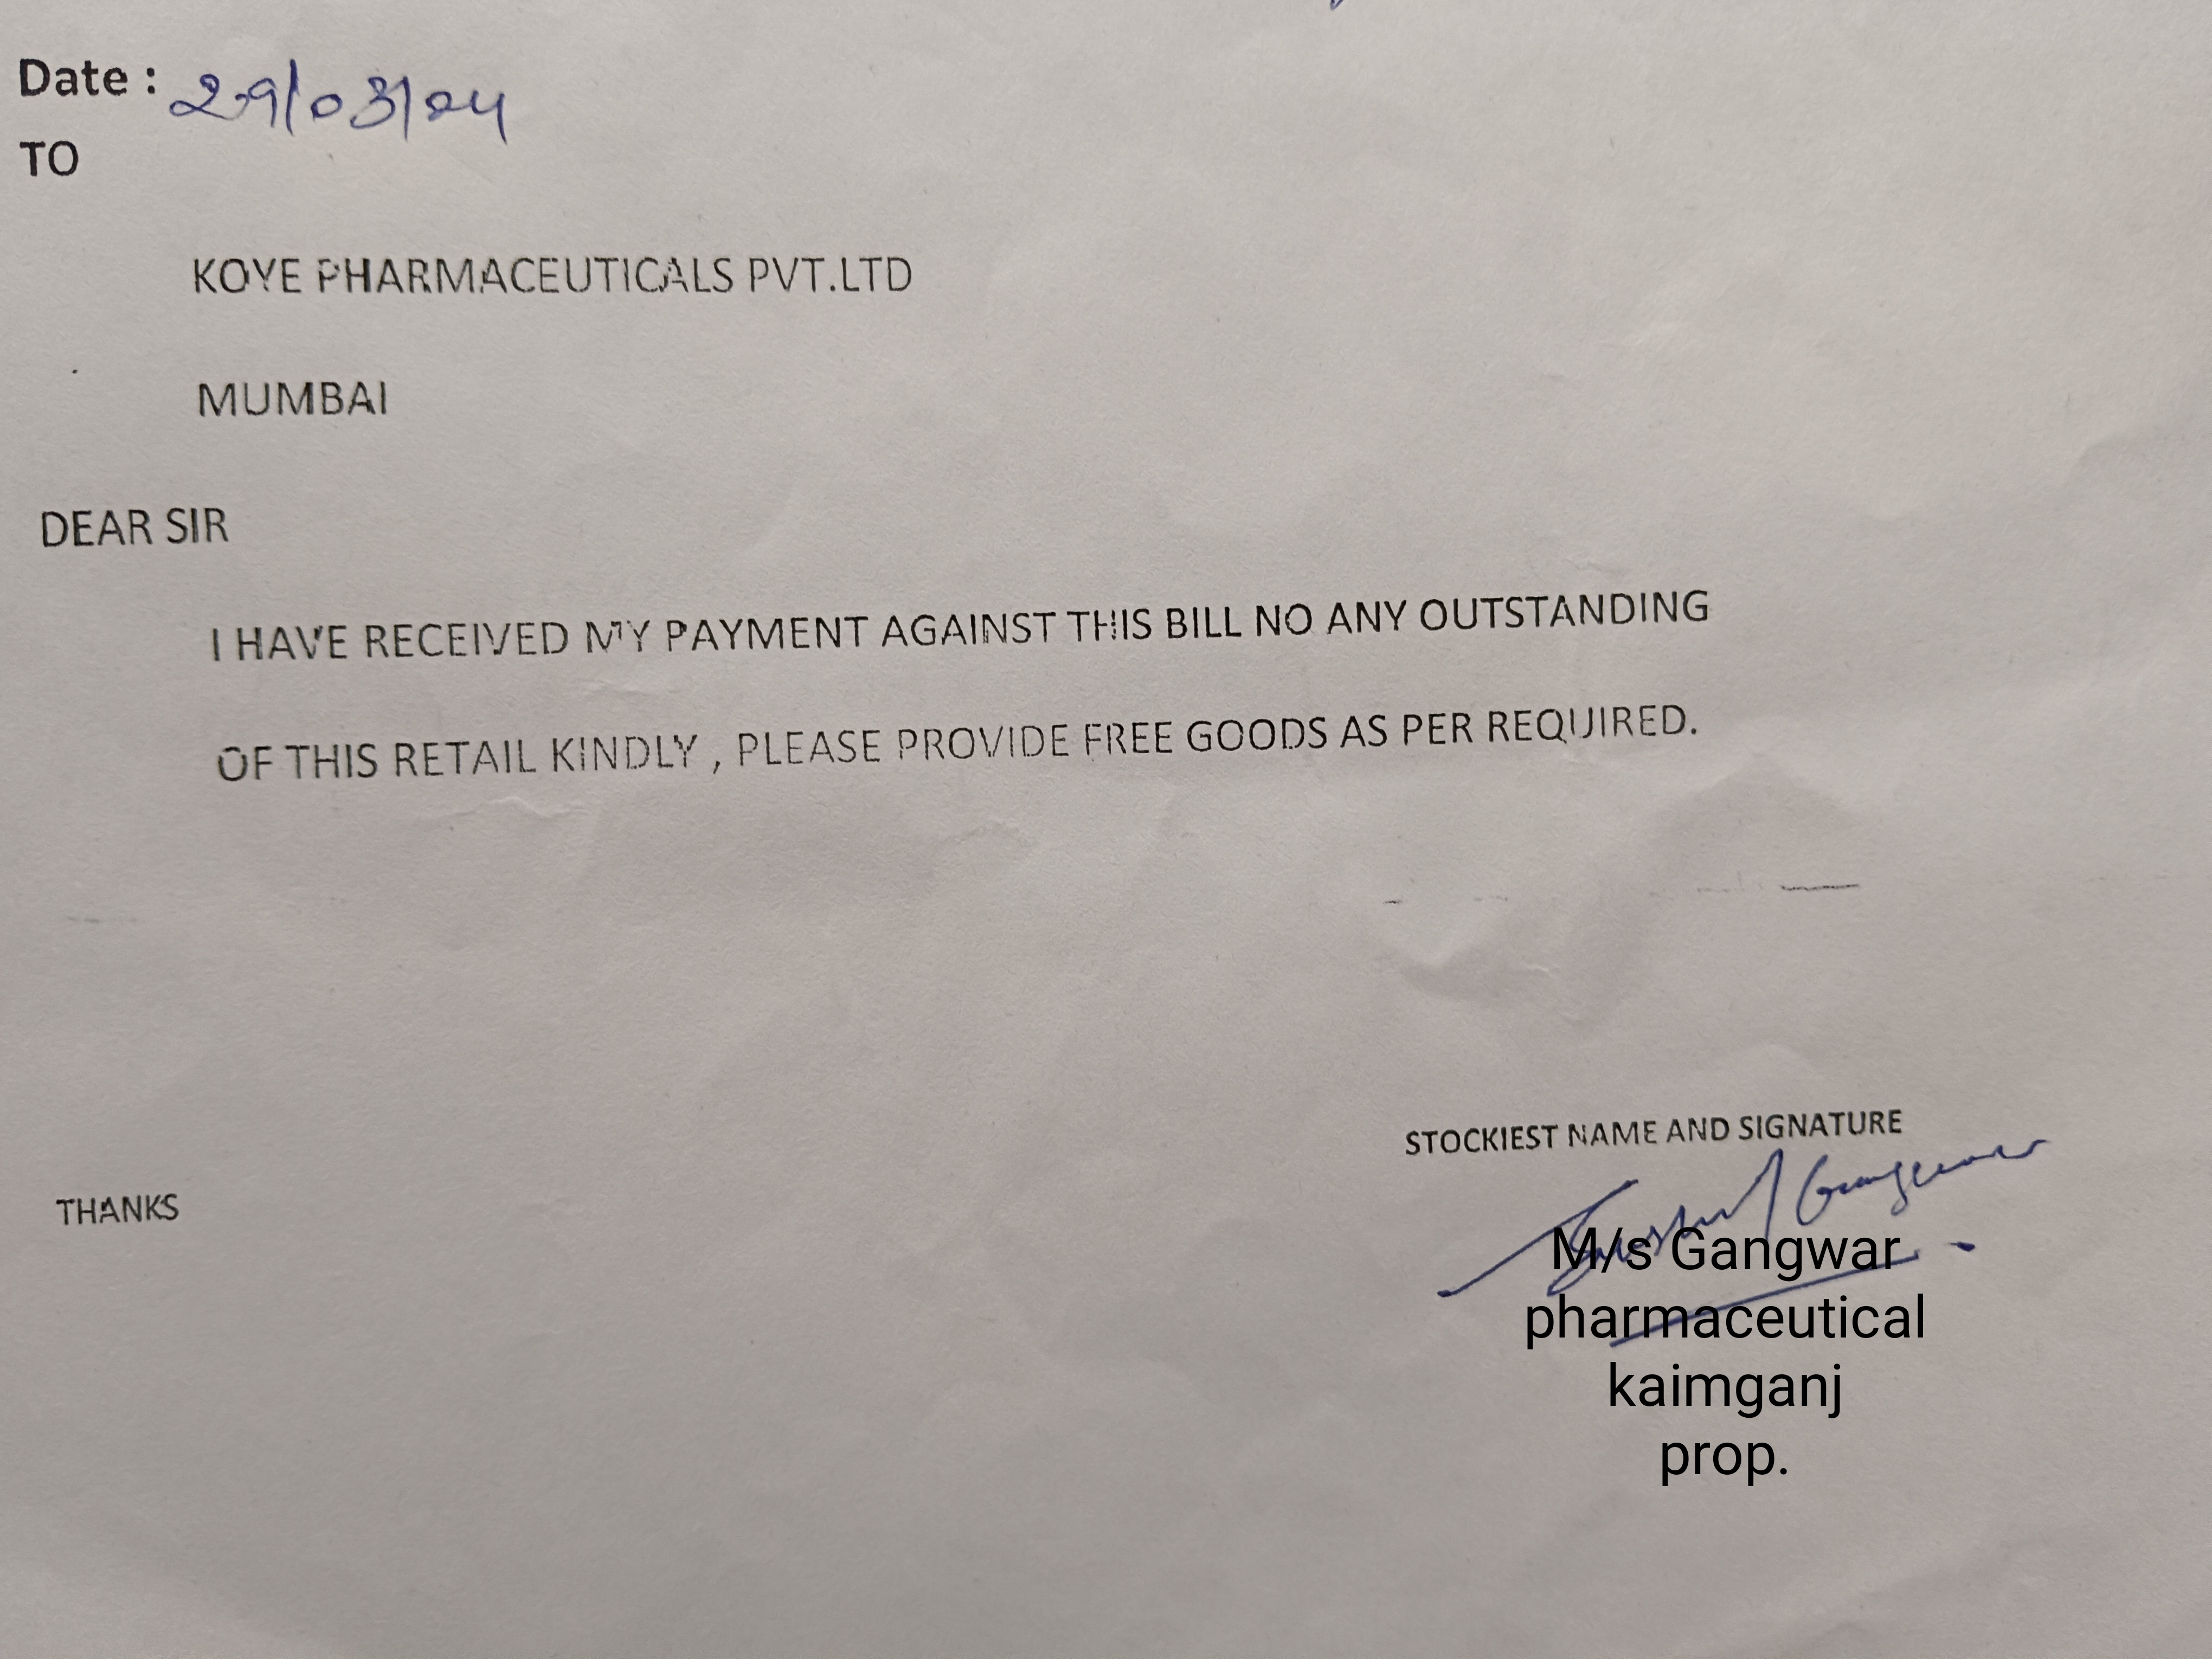 Date : 29/03/24
TO
KOYE PHARMACEUTICALS PVT.LTD
MUMBAI
DEAR SIR
I HAVE RECEIVED MY PAYMENT AGAINST THIS BILL NO ANY OUTSTANDING
OF THIS RETAIL KINDLY , PLEASE PROVIDE FREE GOODS AS PER REQUIRED.
STOCKIEST NAME AND SIGNATURE
THANKS
Gangwar
M/s Gangwar
pharmaceutical
kaimganj
prop.